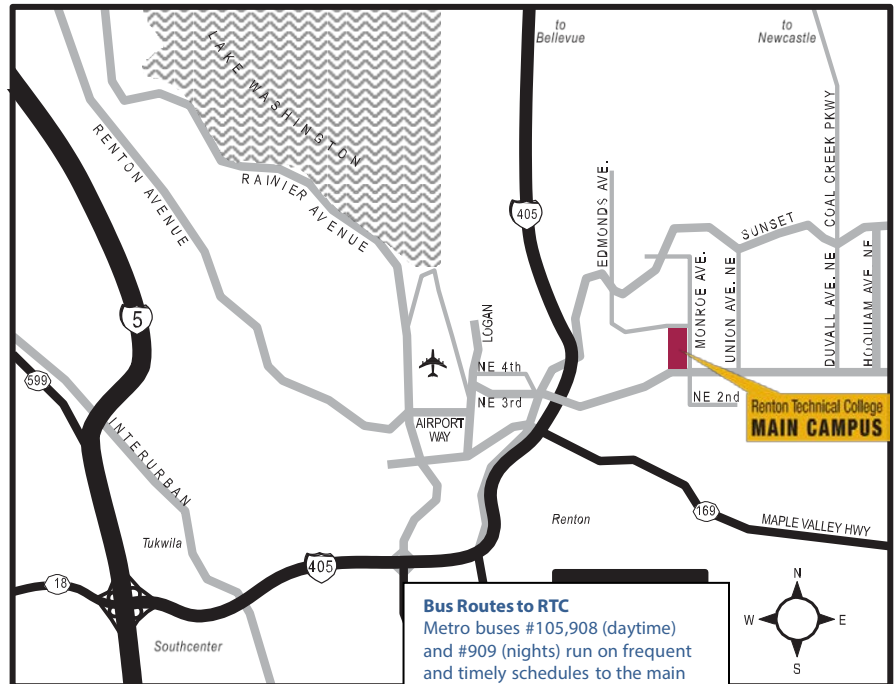 to
Bellevue
to
Newcastle
LAKE WASHINGTON
RENTON AVENUE
RAINIER AVENUE
405
EDMONDS AVE.
SUNSET
COAL CREEK PKWY
MONROE AVE.
UNION AVE. NE
DUVALL AVE. NE
HOQUIAM AVE. NE
5
LOGAN
NE 4th
NE 3rd
NE 2nd
AIRPORT
WAY
599
INTERURBAN
Renton Technical College
MAIN CAMPUS
169
MAPLE VALLEY HWY
Renton
Tukwila
405
18
Southcenter
Bus Routes to RTC
Metro buses #105,908 (daytime)
and #909 (nights) run on frequent
and timely schedules to the main
N
W
E
S